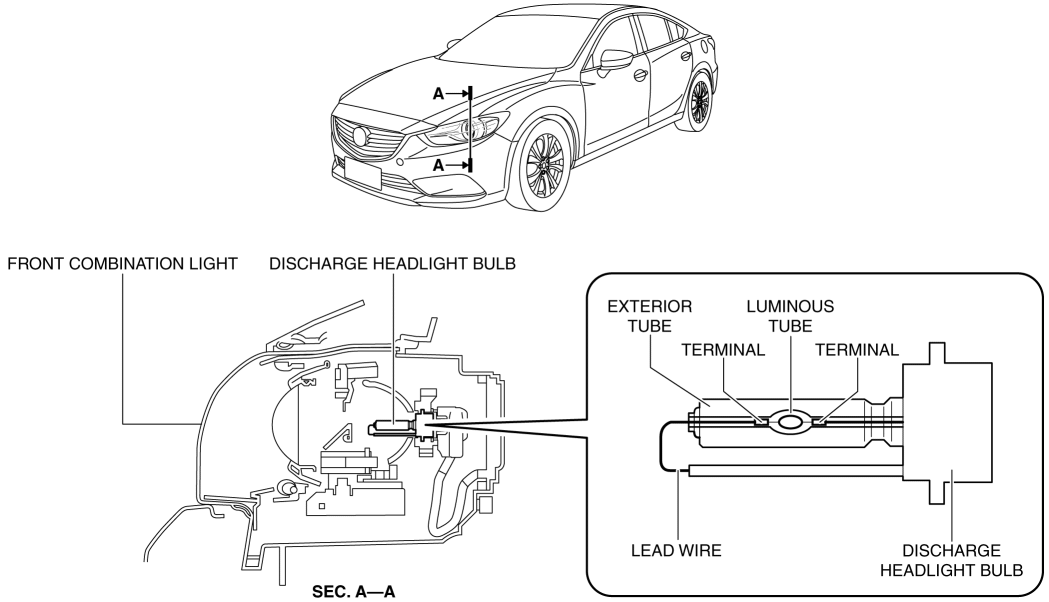 A
A
FRONT COMBINATION LIGHT
DISCHARGE HEADLIGHT BULB
EXTERIOR
TUBE
LUMINOUS
TUBE
TERMINAL
TERMINAL
LEAD WIRE
DISCHARGE
HEADLIGHT BULB
SEC. A—A